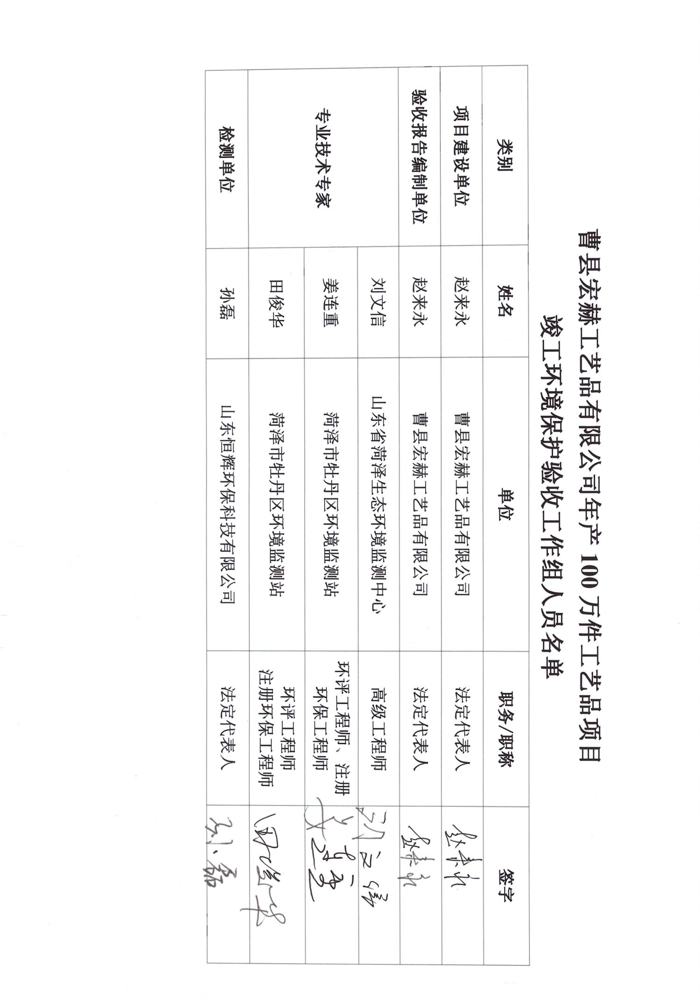 曹县宏赫工艺品有限公司年产 100 万件工艺品项目
竣工环境保护验收工作组人员名单
类别 姓名 单位 职务/职称 签字
项目建设单位 赵来永 曹县宏赫工艺品有限公司 法定代表人 赵来永
验收报告编制单位 赵来永 曹县宏赫工艺品有限公司 法定代表人 赵来永
专业技术专家 刘文信 山东省菏泽生态环境监测中心 高级工程师 刘文信
姜连重 菏泽市牡丹区环境监测站 环评工程师、注册
环保工程师 姜连重
田俊华 菏泽市牡丹区环境监测站 环评工程师
注册环保工程师 田俊华
检测单位 孙磊 山东恒辉环保科技有限公司 法定代表人 孙磊